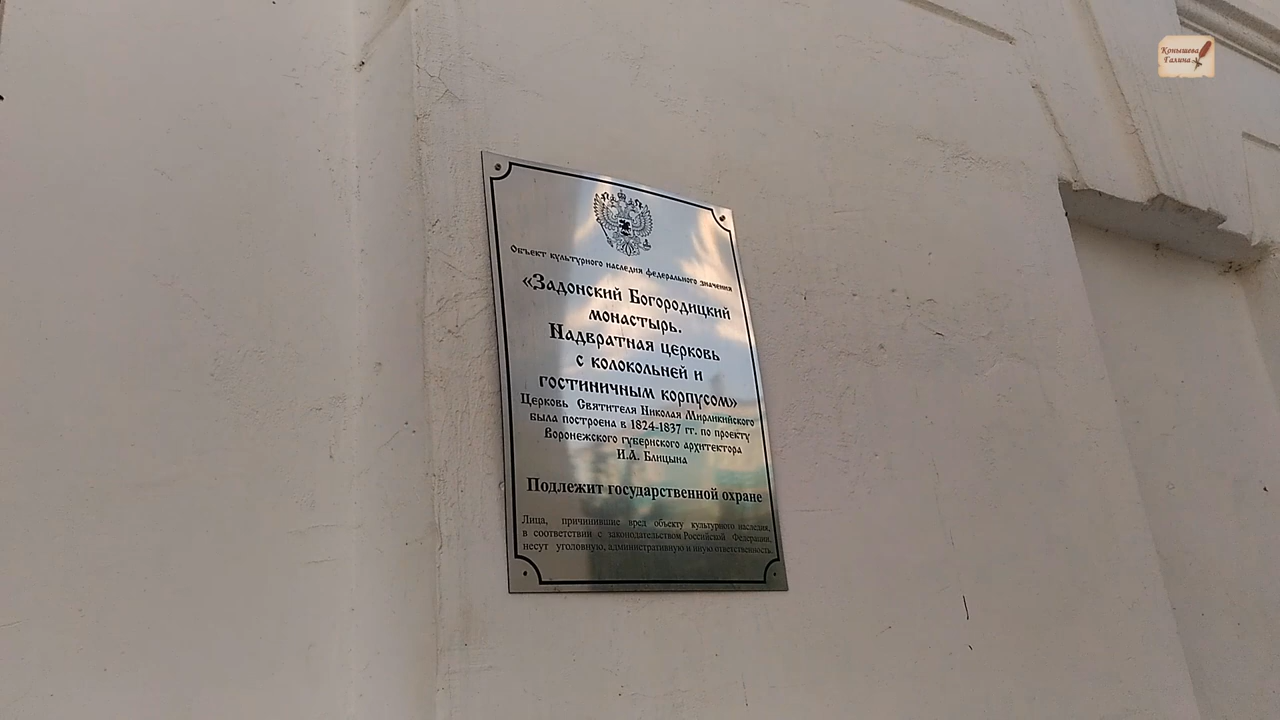 Конышева
Галина
Объект культурного наследия федерального значения
«Задонский Богородицкий
монастырь.
Надвратная церковь
с колокольней и
гостиничным корпусом»
Церковь Святителя Николая Мирликийского
была построена в 1824-1837 гг. по проекту
Воронежского губернского архитектора
И.А. Блицына
Подлежит государственной охране
Лица, причинившие вред объекту культурного наследия,
в соответствии с законодательством Российской Федерации,
несут уголовную, административную и иную ответственность.